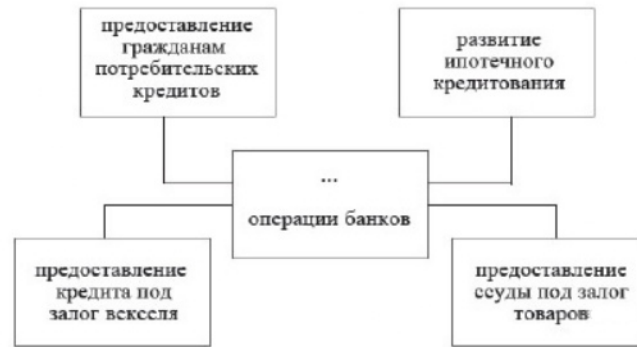 предоставление
гражданам
потребительских
кредитов
развитие
ипотечного
кредитования
...
операции банков
предоставление
кредита под
залог векселя
предоставление
ссуды под залог
товаров